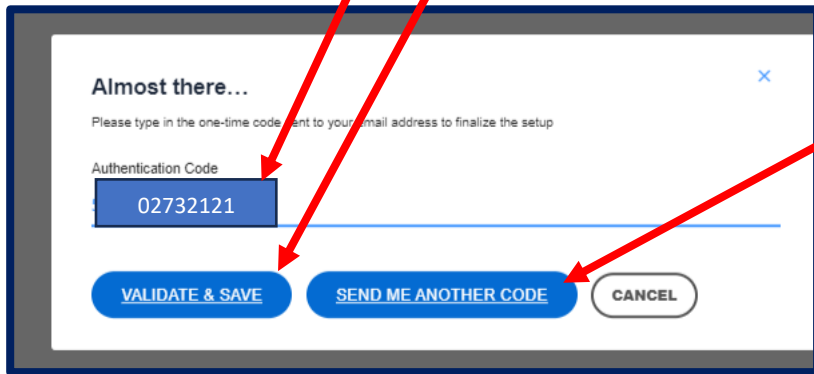 Almost there...
×
Please type in the one-time code sent to your email address to finalize the setup
Authentication Code
02732121
VALIDATE & SAVE
SEND ME ANOTHER CODE
CANCEL